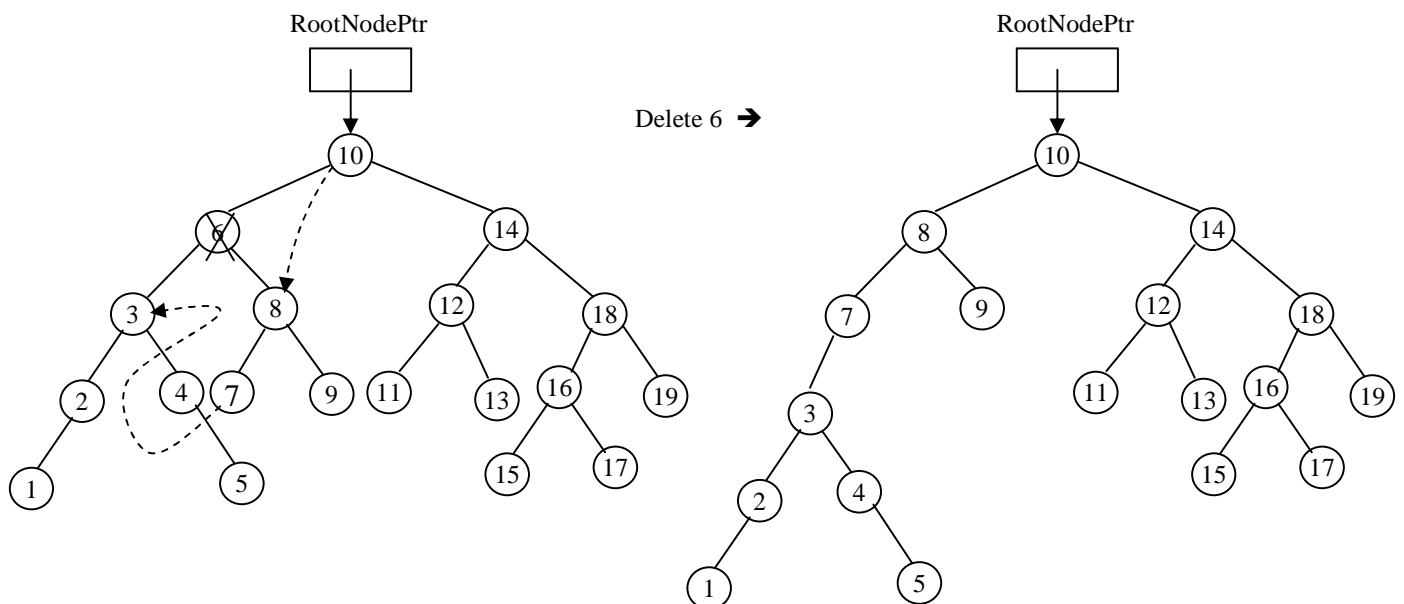 RootNodePtr RootNodePtr
Delete 6 ➔
10 10
6 14 8 14
3 8 12 18 7 9 12 18
2 4 7 9 11 13 16 19 3 11 13 16 19
1 5 15 17 2 4 15 17
1 5